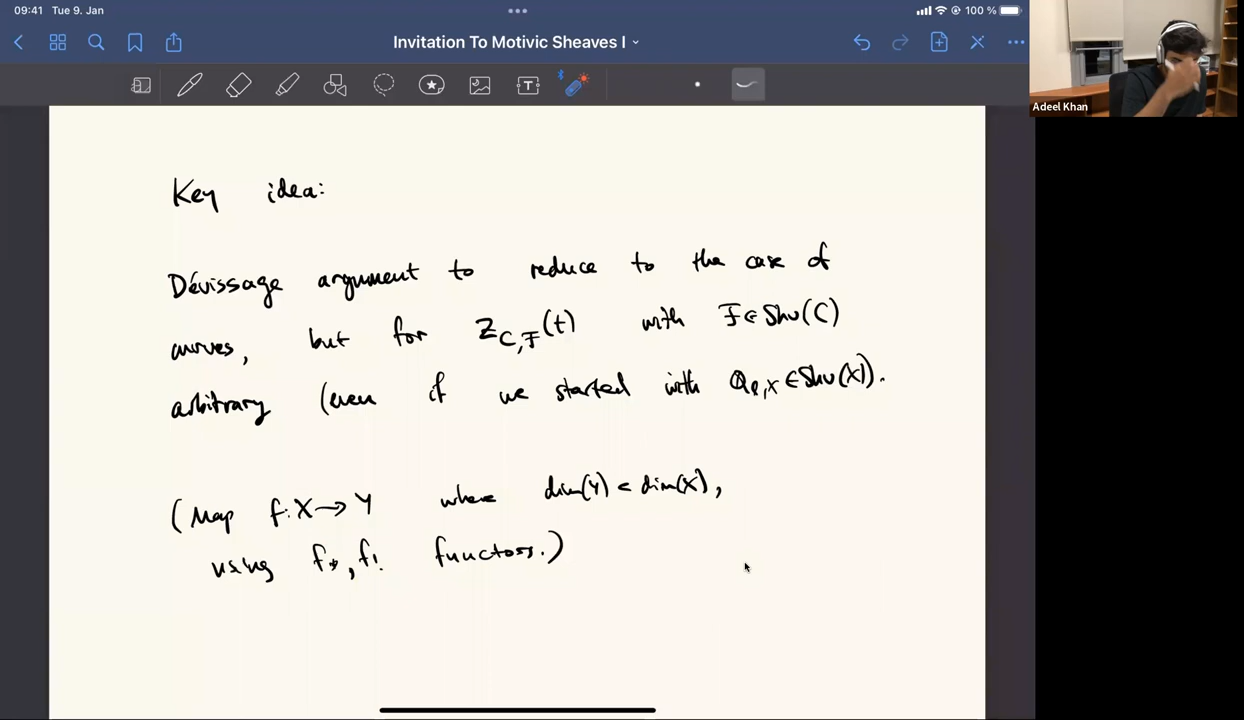 09:41 Tue 9. Jan
100 %
Invitation To Motivic Sheaves I
Adeel Khan
Key idea:
Dévissage argument to reduce to the case of
curves, but for Z_{C,ℱ}(t) with ℱ ∈ Shv(C)
arbitrary (even if we started with ℚ_{ℓ,X} ∈ Shv(X)).
(Map f: X → Y where dim(Y) < dim(X),
using f_*, f_! functors.)